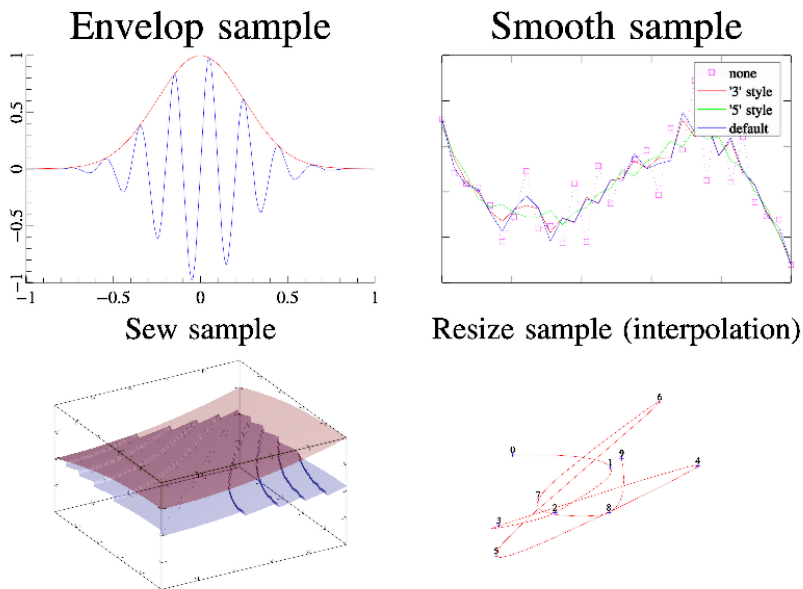 Envelop sample
Smooth sample
1
0.5
0
−0.5
−1
−1
−0.5
0
0.5
1
none
'3' style
'5' style
default
Sew sample
Resize sample (interpolation)
0
1
2
3
4
5
6
7
8
9